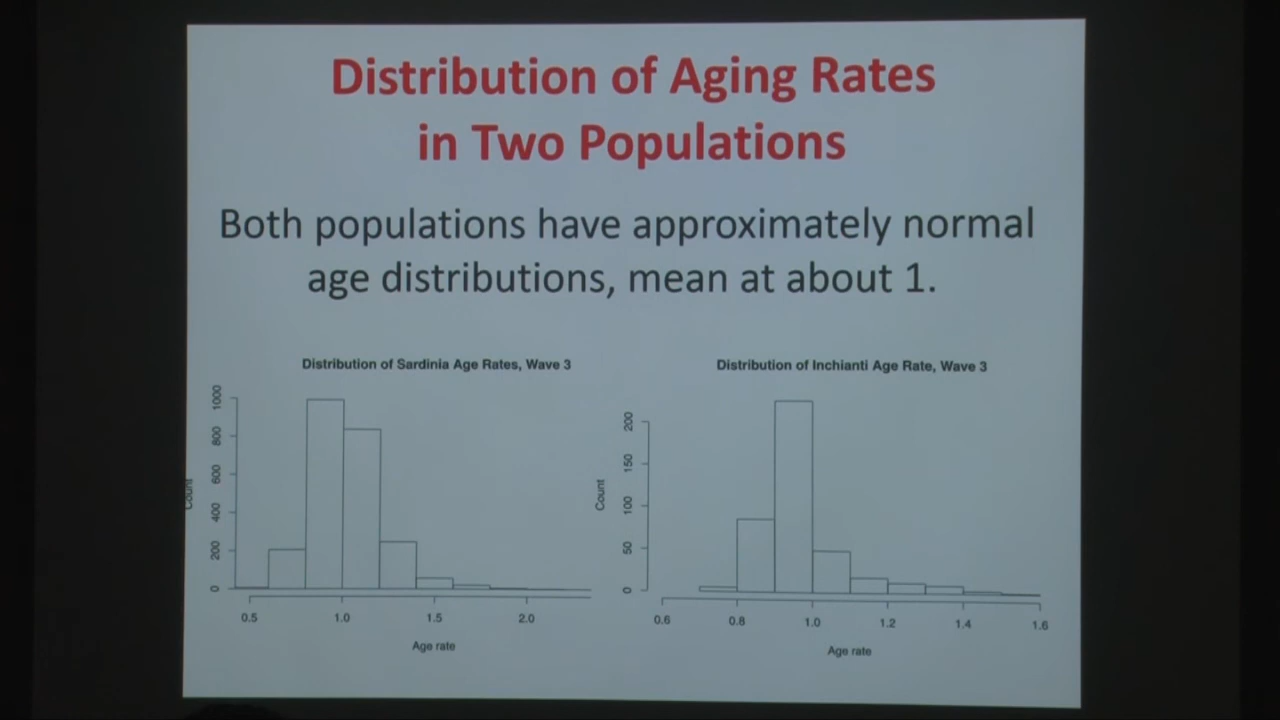 Distribution of Aging Rates
in Two Populations
Both populations have approximately normal
age distributions, mean at about 1.
Distribution of Sardinia Age Rates, Wave 3
Count
0
200
400
600
800
1000
0.5
1.0
1.5
2.0
Age rate
Distribution of Inchianti Age Rate, Wave 3
Count
0
50
100
150
200
0.6
0.8
1.0
1.2
1.4
1.6
Age rate